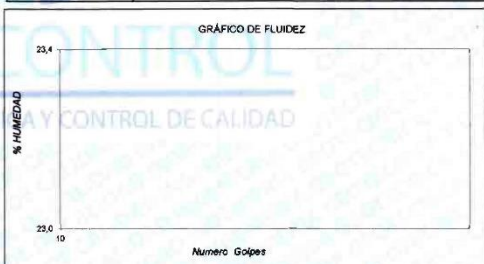 GRÁFICO DE FLUIDEZ
CONTROL
23,4
% HUMEDAD
A Y CONTROL DE CALIDAD
23,0
10
Numero Golpes